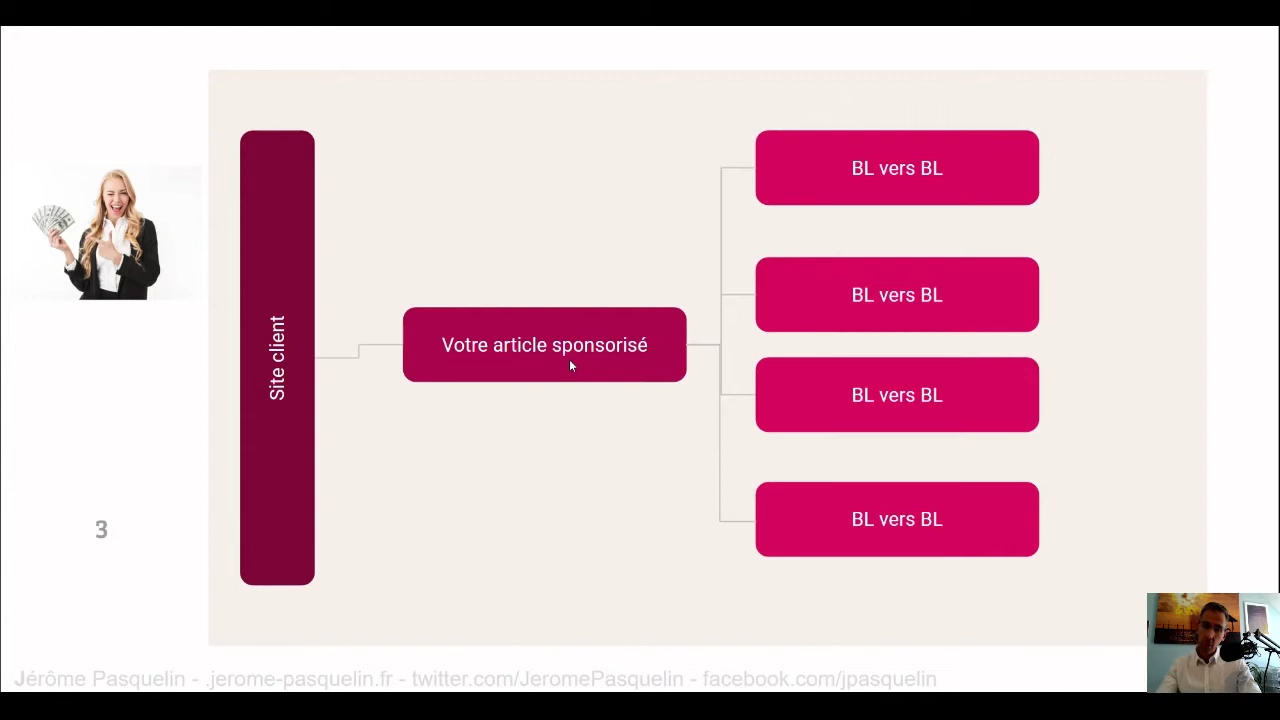 Site client
Votre article sponsorisé
BL vers BL
BL vers BL
BL vers BL
BL vers BL
3
Jérôme Pasquelin - .jerome-pasquelin.fr - twitter.com/JeromePasquelin - facebook.com/jpasquelin